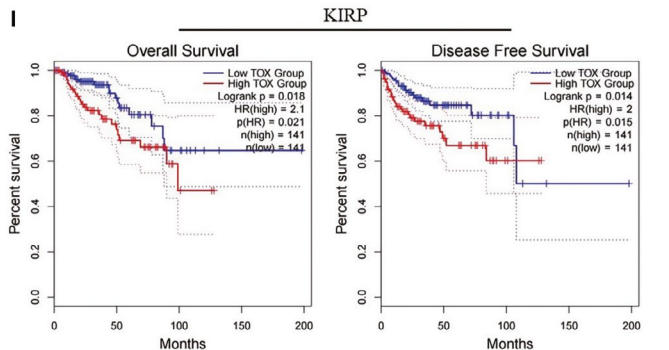 I
KIRP
Overall Survival
Low TOX Group
High TOX Group
Logrank p = 0.018
HR(high) = 2.1
p(HR) = 0.021
n(high) = 141
n(low) = 141
Percent survival
1.0
0.8
0.6
0.4
0.2
0.0
0 50 100 150 200
Months
Disease Free Survival
Low TOX Group
High TOX Group
Logrank p = 0.014
HR(high) = 2
p(HR) = 0.015
n(high) = 141
n(low) = 141
Percent survival
1.0
0.8
0.6
0.4
0.2
0.0
0 50 100 150 200
Months